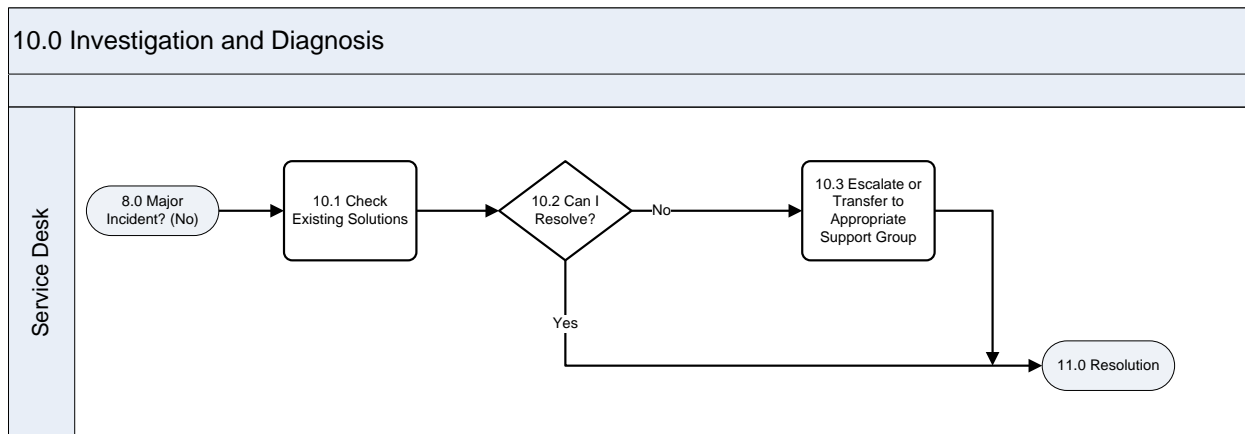 10.0 Investigation and Diagnosis
Service Desk
8.0 Major
Incident? (No)
10.1 Check
Existing Solutions
10.2 Can I
Resolve?
No
10.3 Escalate or
Transfer to
Appropriate
Support Group
Yes
11.0 Resolution